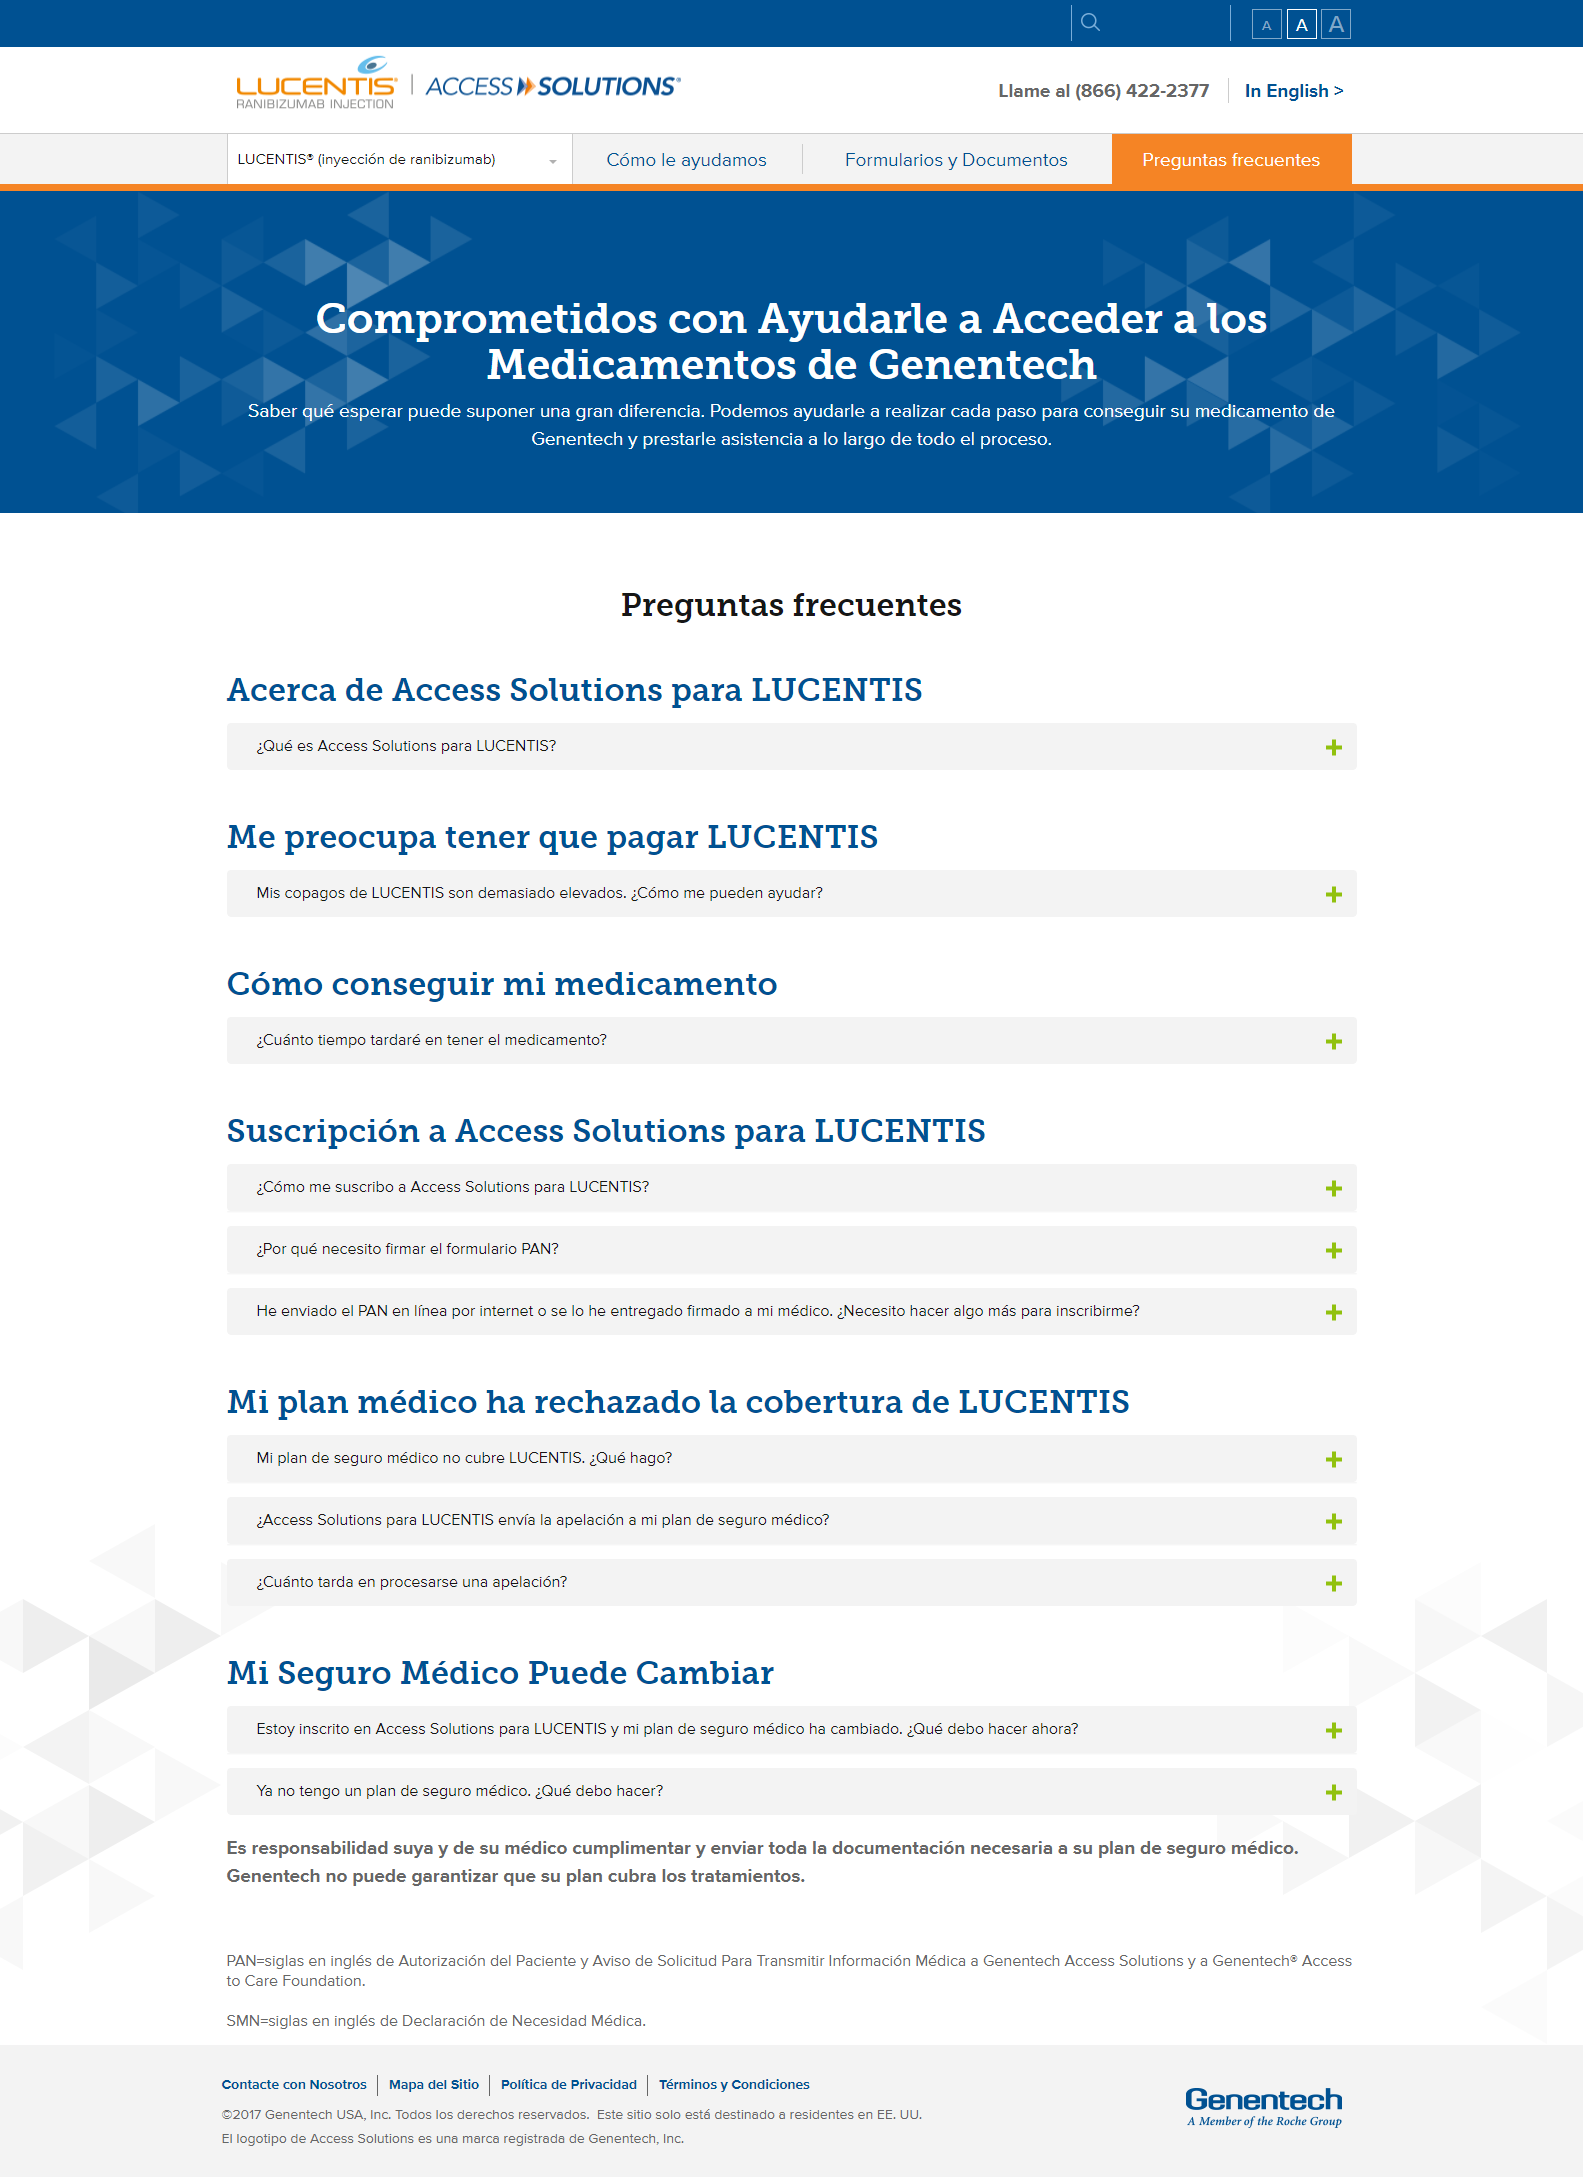 A A A
LUCENTIS®
RANIBIZUMAB INJECTION
ACCESS SOLUTIONS®
Llame al (866) 422-2377
In English >
LUCENTIS® (inyección de ranibizumab)
Cómo le ayudamos
Formularios y Documentos
Preguntas frecuentes
Comprometidos con Ayudarle a Acceder a los
Medicamentos de Genentech
Saber qué esperar puede suponer una gran diferencia. Podemos ayudarle a realizar cada paso para conseguir su medicamento de
Genentech y prestarle asistencia a lo largo de todo el proceso.
Preguntas frecuentes
Acerca de Access Solutions para LUCENTIS
¿Qué es Access Solutions para LUCENTIS?
Me preocupa tener que pagar LUCENTIS
Mis copagos de LUCENTIS son demasiado elevados. ¿Cómo me pueden ayudar?
Cómo conseguir mi medicamento
¿Cuánto tiempo tardaré en tener el medicamento?
Suscripción a Access Solutions para LUCENTIS
¿Cómo me suscribo a Access Solutions para LUCENTIS?
¿Por qué necesito firmar el formulario PAN?
He enviado el PAN en línea por internet o se lo he entregado firmado a mi médico. ¿Necesito hacer algo más para inscribirme?
Mi plan médico ha rechazado la cobertura de LUCENTIS
Mi plan de seguro médico no cubre LUCENTIS. ¿Qué hago?
¿Access Solutions para LUCENTIS envía la apelación a mi plan de seguro médico?
¿Cuánto tarda en procesarse una apelación?
Mi Seguro Médico Puede Cambiar
Estoy inscrito en Access Solutions para LUCENTIS y mi plan de seguro médico ha cambiado. ¿Qué debo hacer ahora?
Ya no tengo un plan de seguro médico. ¿Qué debo hacer?
Es responsabilidad suya y de su médico cumplimentar y enviar toda la documentación necesaria a su plan de seguro médico.
Genentech no puede garantizar que su plan cubra los tratamientos.
PAN=siglas en inglés de Autorización del Paciente y Aviso de Solicitud Para Transmitir Información Médica a Genentech Access Solutions y a Genentech® Access
to Care Foundation.
SMN=siglas en inglés de Declaración de Necesidad Médica.
Contacte con Nosotros
Mapa del Sitio
Política de Privacidad
Términos y Condiciones
©2017 Genentech USA, Inc. Todos los derechos reservados. Este sitio solo está destinado a residentes en EE. UU.
El logotipo de Access Solutions es una marca registrada de Genentech, Inc.
Genentech
A Member of the Roche Group